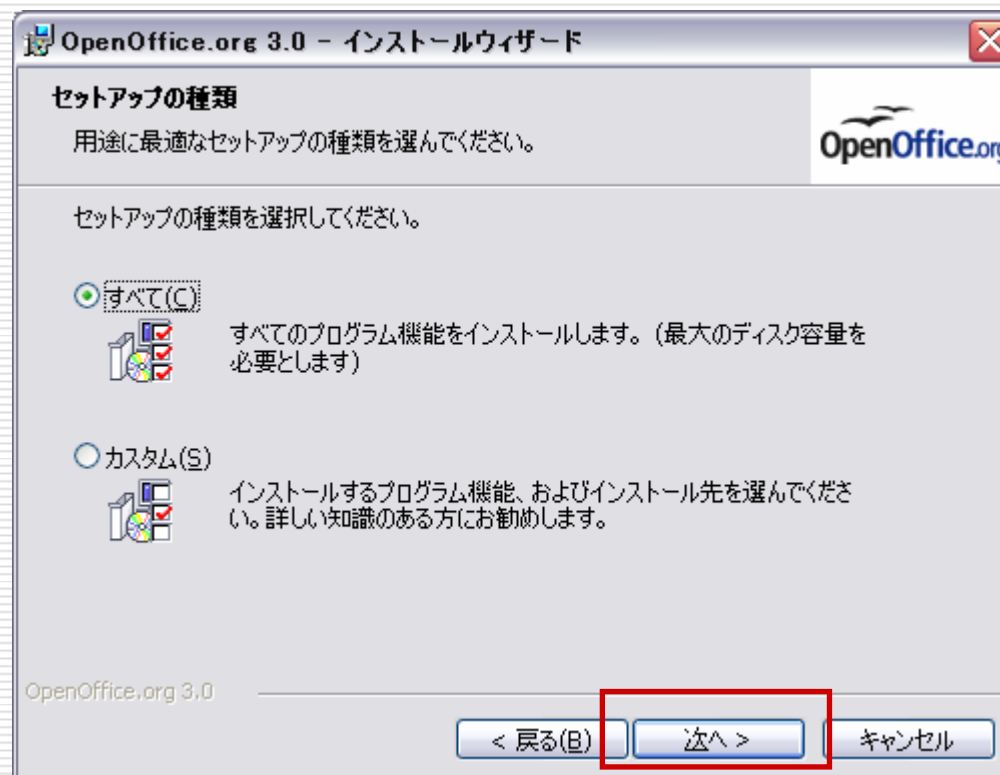 OpenOffice.org 3.0 - インストールウィザード
セットアップの種類
用途に最適なセットアップの種類を選んでください。
OpenOffice.org
セットアップの種類を選択してください。
すべて(C)
すべてのプログラム機能をインストールします。(最大のディスク容量を
必要とします)
カスタム(S)
インストールするプログラム機能、およびインストール先を選んでくださ
い。詳しい知識のある方にお勧めします。
OpenOffice.org 3.0
< 戻る(B)
次へ >
キャンセル